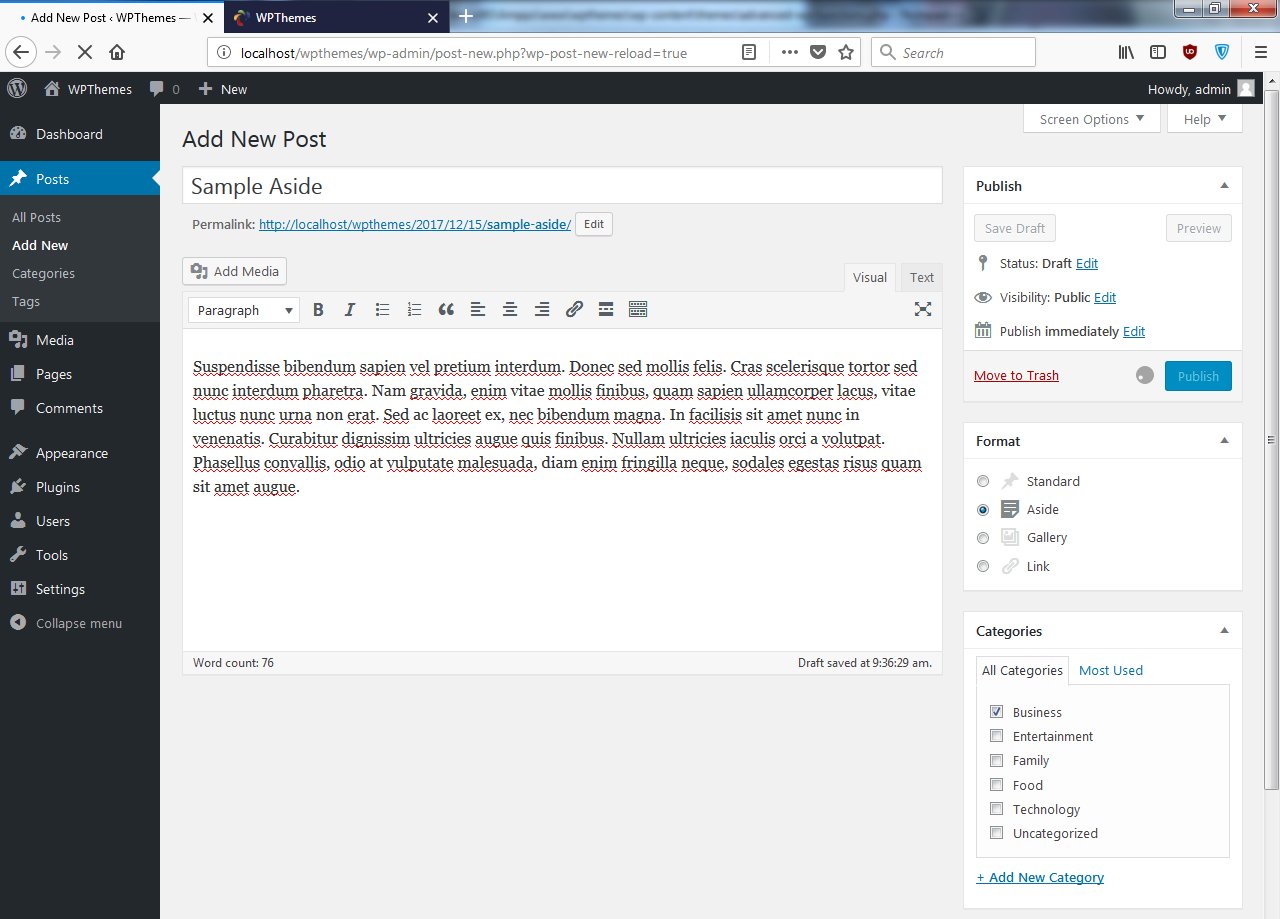 Add New Post ‹ WPThemes —
WPThemes
localhost/wpthemes/wp-admin/post-new.php?wp-post-new-reload=true
Search
WPThemes
0
New
Howdy, admin
Dashboard
Posts
All Posts
Add New
Categories
Tags
Media
Pages
Comments
Appearance
Plugins
Users
Tools
Settings
Collapse menu
Screen Options
Help
Add New Post
Sample Aside
Permalink: http://localhost/wpthemes/2017/12/15/sample-aside/ Edit
Add Media
Visual
Text
Paragraph
Suspendisse bibendum sapien vel pretium interdum. Donec sed mollis felis. Cras scelerisque tortor sed
nunc interdum pharetra. Nam gravida, enim vitae mollis finibus, quam sapien ullamcorper lacus, vitae
luctus nunc urna non erat. Sed ac laoreet ex, nec bibendum magna. In facilisis sit amet nunc in
venenatis. Curabitur dignissim ultricies augue quis finibus. Nullam ultricies iaculis orci a volutpat.
Phasellus convallis, odio at vulputate malesuada, diam enim fringilla neque, sodales egestas risus quam
sit amet augue.
Word count: 76
Draft saved at 9:36:29 am.
Publish
Save Draft
Preview
Status: Draft Edit
Visibility: Public Edit
Publish immediately Edit
Move to Trash
Publish
Format
Standard
Aside
Gallery
Link
Categories
All Categories
Most Used
Business
Entertainment
Family
Food
Technology
Uncategorized
+ Add New Category